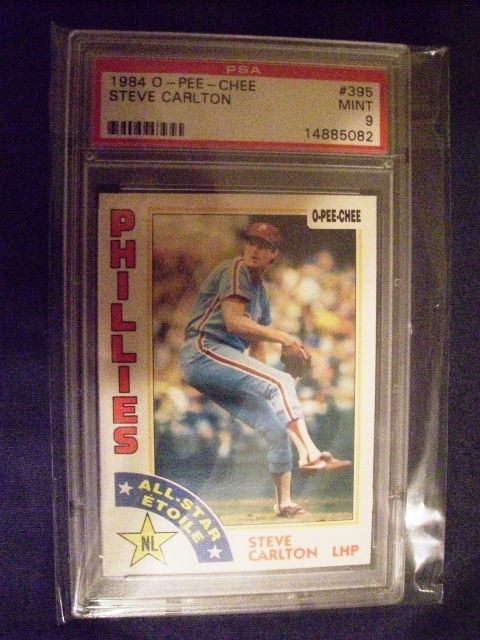 PSA
1984 O-PEE-CHEE #395
STEVE CARLTON MINT
9
14885082
O-PEE-CHEE
PHILLIES
ALL-STAR
ÉTOILE
NL
STEVE
CARLTON LHP